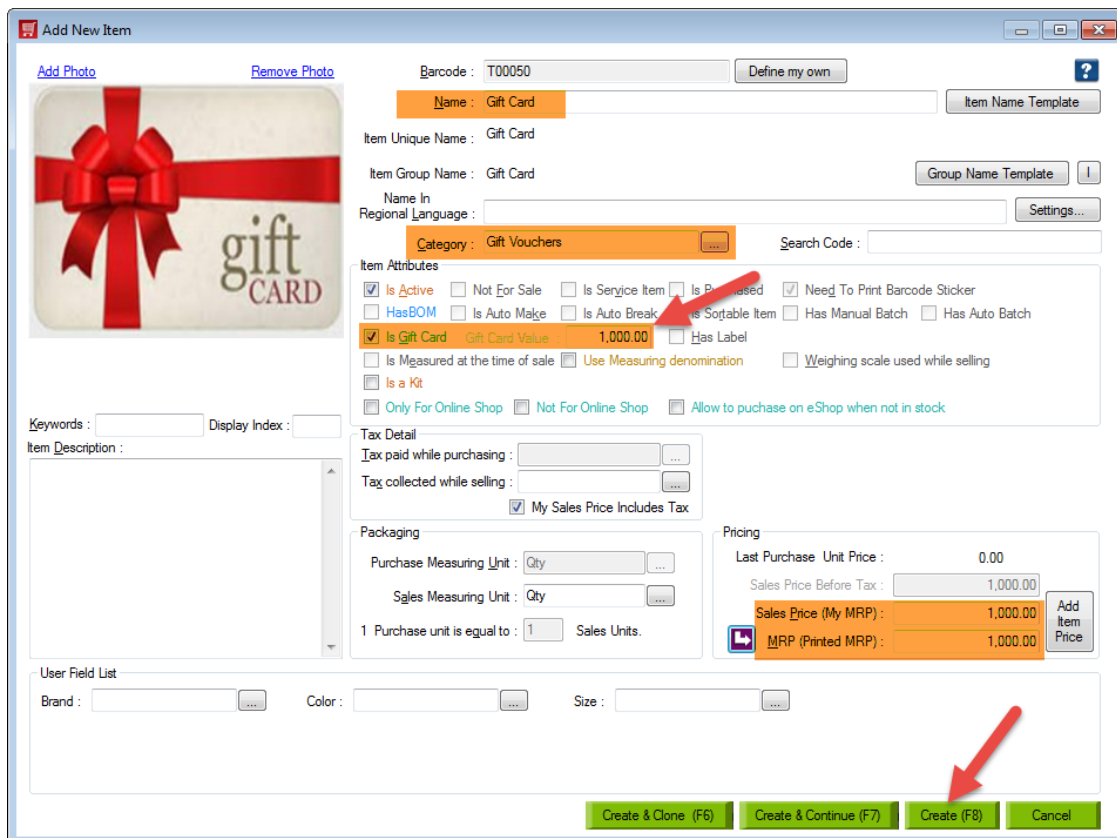 Add New Item
Add Photo Remove Photo
gift
CARD
Barcode : T00050 Define my own ?
Name : Gift Card Item Name Template
Item Unique Name : Gift Card
Item Group Name : Gift Card Group Name Template I
Name In
Regional Language : Settings...
Category : Gift Vouchers ... Search Code :
Item Attributes
Is Active Not For Sale Is Service Item Need To Print Barcode Sticker
HasBOM Is Auto Make Is Auto Break Is Sortable Item Has Manual Batch Has Auto Batch
Is Gift Card Gift Card Value : 1,000.00 Has Label
Is Measured at the time of sale Use Measuring denomination Weighing scale used while selling
Is a Kit
Only For Online Shop Not For Online Shop Allow to puchase on eShop when not in stock
Keywords : Display Index :
Item Description :
Tax Detail
Tax paid while purchasing : ...
Tax collected while selling : ...
My Sales Price Includes Tax
Packaging
Purchase Measuring Unit : Qty ...
Sales Measuring Unit : Qty ...
1 Purchase unit is equal to : 1 Sales Units.
Pricing
Last Purchase Unit Price : 0.00
Sales Price Before Tax : 1,000.00
Sales Price (My MRP) : 1,000.00
MRP (Printed MRP) : 1,000.00
Add
Item
Price
User Field List
Brand : ... Color : ... Size : ...
Create & Clone (F6) Create & Continue (F7) Create (F8) Cancel